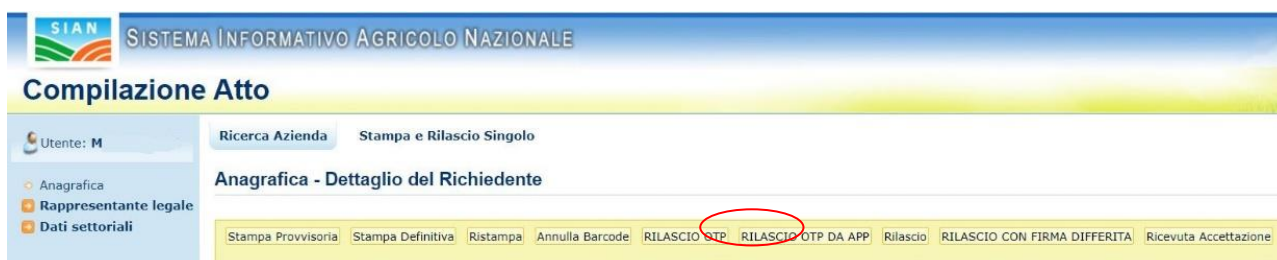 SIAN SISTEMA INFORMATIVO AGRICOLO NAZIONALE
Compilazione Atto
Utente: M Ricerca Azienda Stampa e Rilascio Singolo
Anagrafica - Dettaglio del Richiedente
Anagrafica
Rappresentante legale
Dati settoriali
Stampa Provvisoria Stampa Definitiva Ristampa Annulla Barcode RILASCIO OTP RILASCIO OTP DA APP Rilascio RILASCIO CON FIRMA DIFFERITA Ricevuta Accettazione